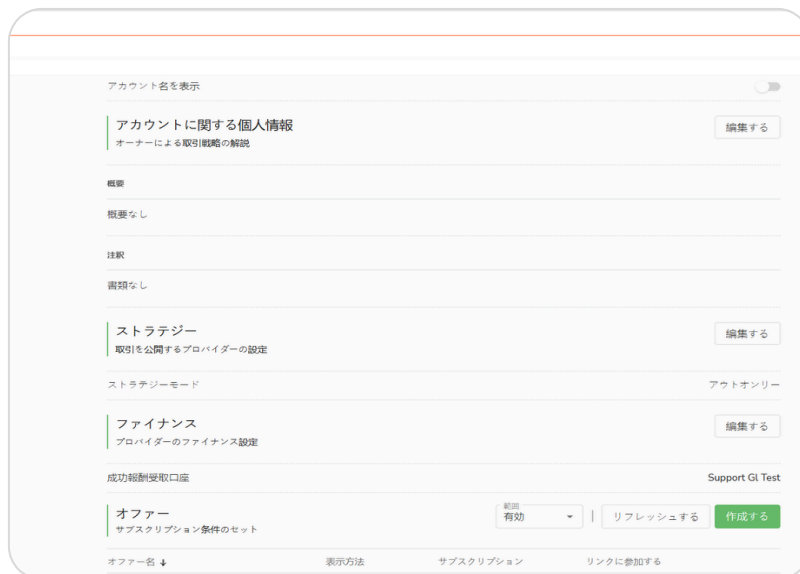 アカウント名を表示
アカウントに関する個人情報
編集する
オーナーによる取引戦略の解説
概要
概要なし
注釈
書類なし
ストラテジー
編集する
取引を公開するプロバイダーの設定
ストラテジーモード
アウトオンリー
ファイナンス
編集する
プロバイダーのファイナンス設定
成功報酬受取口座
Support Gl Test
オファー
サブスクリプション条件のセット
範囲
有効
リフレッシュする
作成する
オファー名 ↓ 表示方法 サブスクリプション リンクに参加する